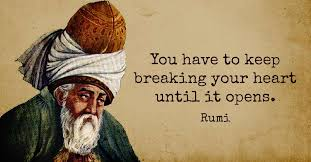 You have to keep
breaking your heart
until it opens.
Rumi